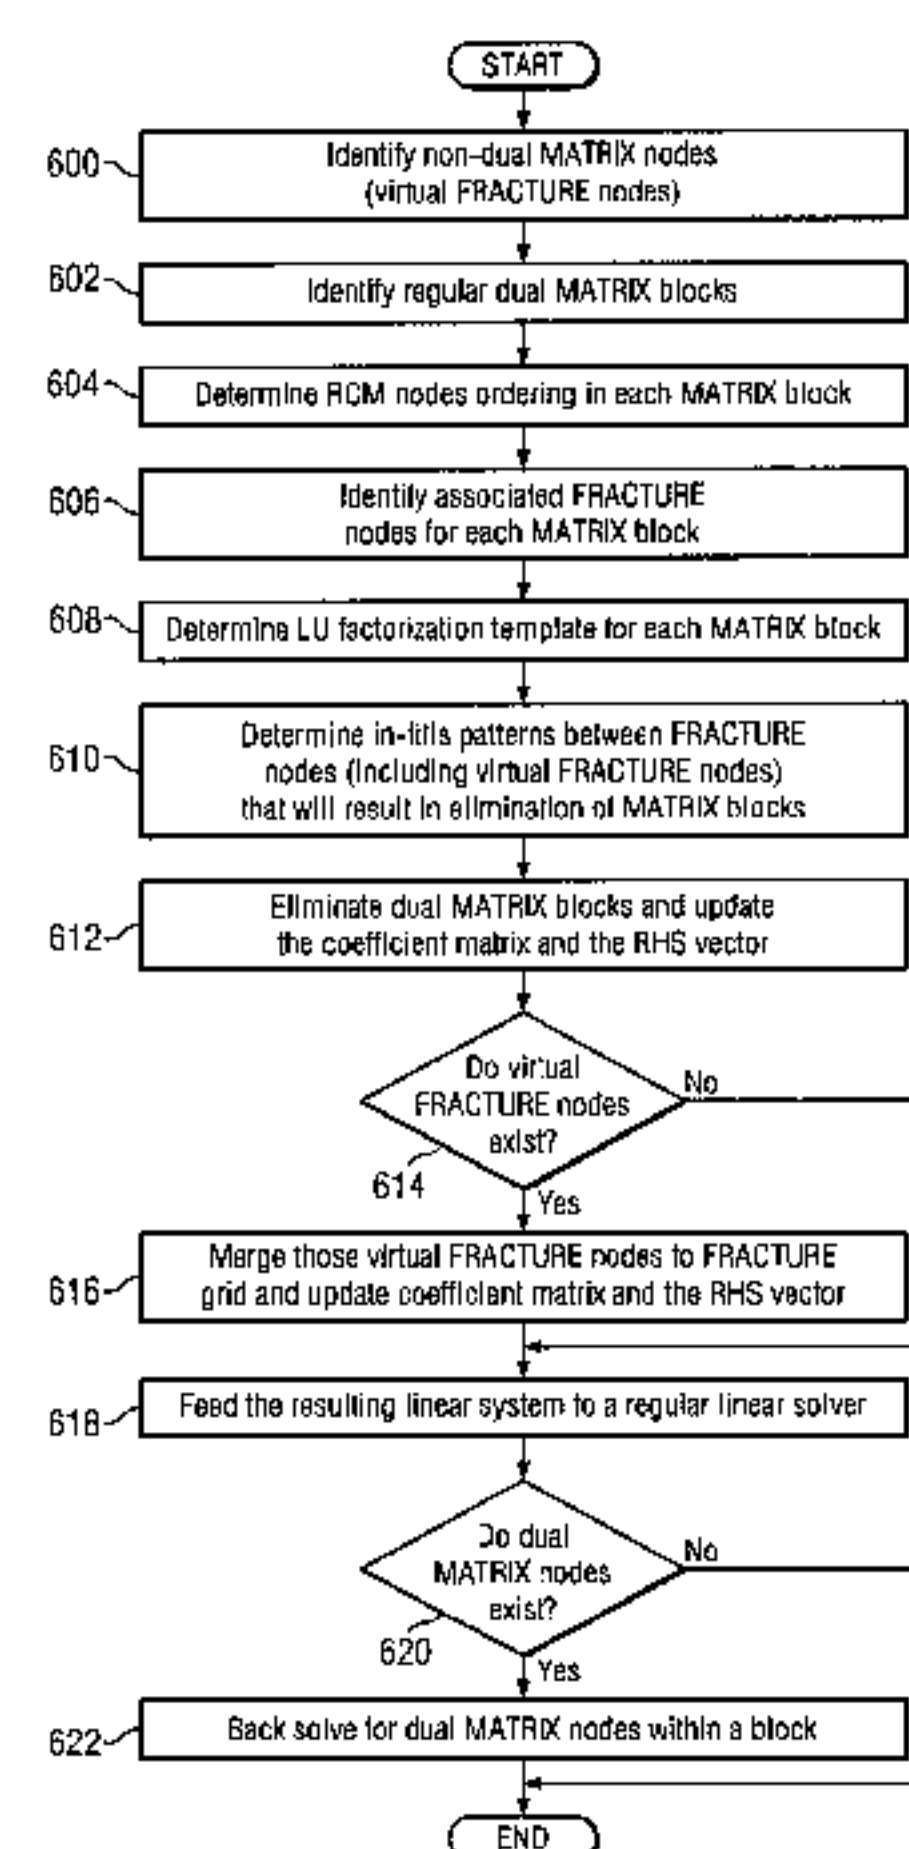 START
600
Identify non-dual MATRIX nodes
(virtual FRACTURE nodes)
602
Identify regular dual MATRIX blocks
604
Determine RCM nodes ordering in each MATRIX block
606
Identify associated FRACTURE
nodes for each MATRIX block
608
Determine LU factorization template for each MATRIX block
610
Determine in-fills patterns between FRACTURE
nodes (including virtual FRACTURE nodes)
that will result in elimination of MATRIX blocks
612
Eliminate dual MATRIX blocks and update
the coefficient matrix and the RHS vector
Do virtual
FRACTURE nodes
exist?
No
614
Yes
616
Merge those virtual FRACTURE nodes to FRACTURE
grid and update coefficient matrix and the RHS vector
618
Feed the resulting linear system to a regular linear solver
Do dual
MATRIX nodes
exist?
No
620
Yes
622
Back solve for dual MATRIX nodes within a block
END